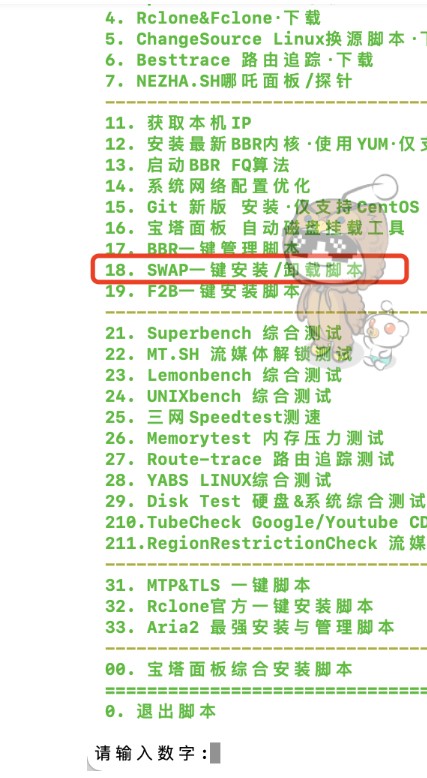 4. Rclone&Fclone·下载
5. ChangeSource Linux换源脚本·下
6. Besttrace 路由追踪·下载
7. NEZHA.SH哪吒面板/探针
11. 获取本机IP
12. 安装最新BBR内核·使用YUM·仅支
13. 启动BBR FQ算法
14. 系统网络配置优化
15. Git 新版 安装·仅支持CentOS
16. 宝塔面板 自动磁盘挂载工具
17. BBR一键管理脚本
18. SWAP一键安装/卸载脚本
19. F2B一键安装脚本
21. Superbench 综合测试
22. MT.SH 流媒体解锁测试
23. Lemonbench 综合测试
24. UNIXbench 综合测试
25. 三网Speedtest测速
26. Memorytest 内存压力测试
27. Route-trace 路由追踪测试
28. YABS LINUX综合测试
29. Disk Test 硬盘&系统综合测试
210.TubeCheck Google/Youtube CD
211.RegionRestrictionCheck 流媒
31. MTP&TLS 一键脚本
32. Rclone官方一键安装脚本
33. Aria2 最强安装与管理脚本
00. 宝塔面板综合安装脚本
0. 退出脚本
请输入数字: